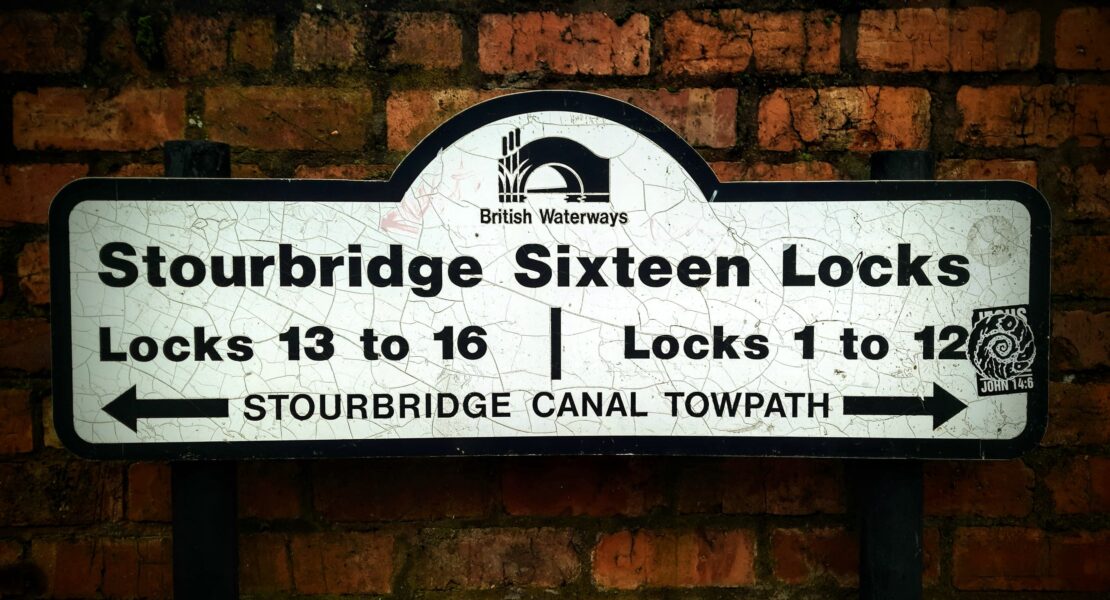 British Waterways
Stourbridge Sixteen Locks
Locks 13 to 16 | Locks 1 to 12
STOURBRIDGE CANAL TOWPATH
JESUS
JOHN 14:6